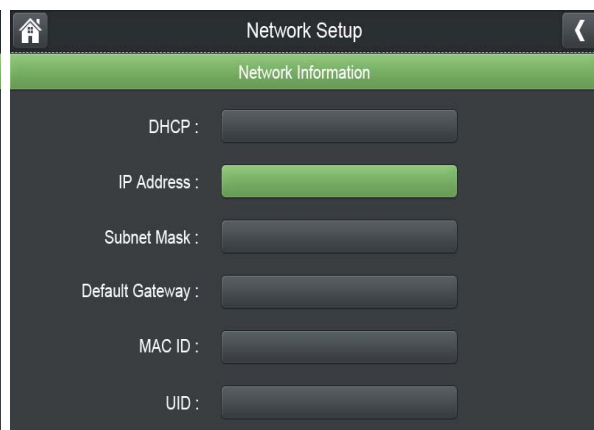 Network Setup
Network Information
DHCP :
IP Address :
Subnet Mask :
Default Gateway :
MAC ID :
UID :